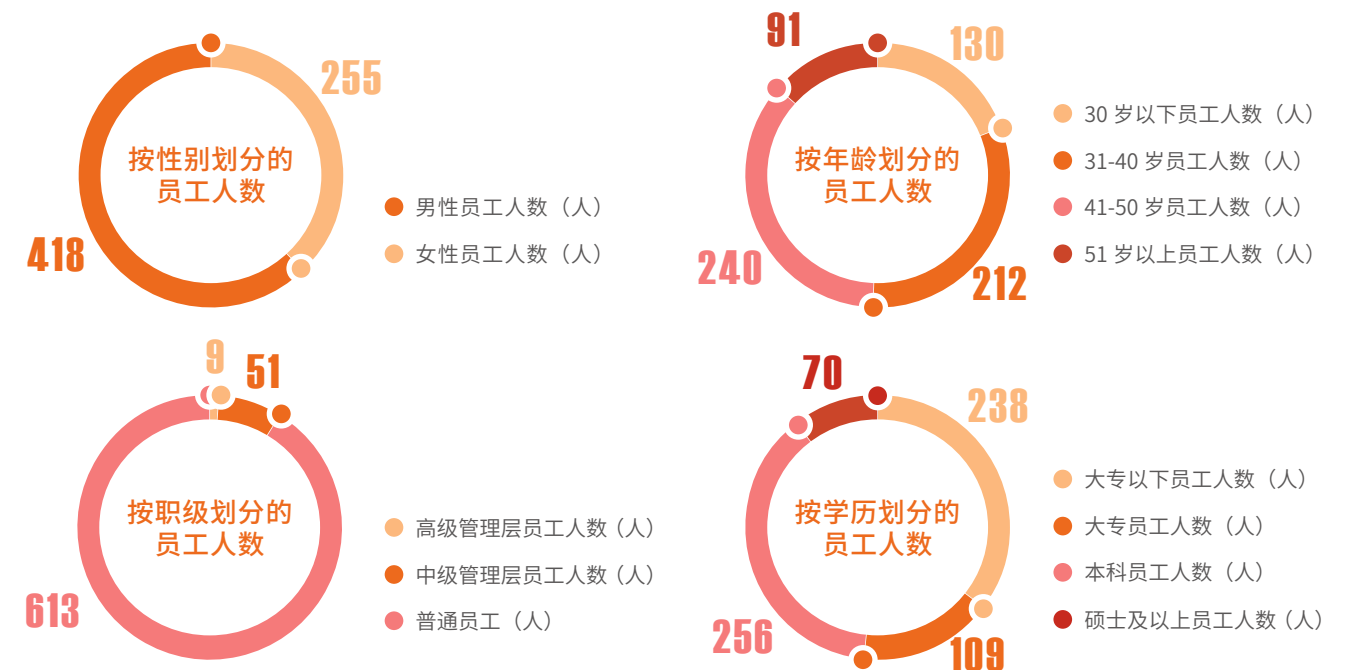 255
418
按性别划分的
员工人数
男性员工人数（人）
女性员工人数（人）
91
130
240
212
按年龄划分的
员工人数
30 岁以下员工人数（人）
31-40 岁员工人数（人）
41-50 岁员工人数（人）
51 岁以上员工人数（人）
9
51
613
按职级划分的
员工人数
高级管理层员工人数（人）
中级管理层员工人数（人）
普通员工（人）
70
238
256
109
按学历划分的
员工人数
大专以下员工人数（人）
大专员工人数（人）
本科员工人数（人）
硕士及以上员工人数（人）